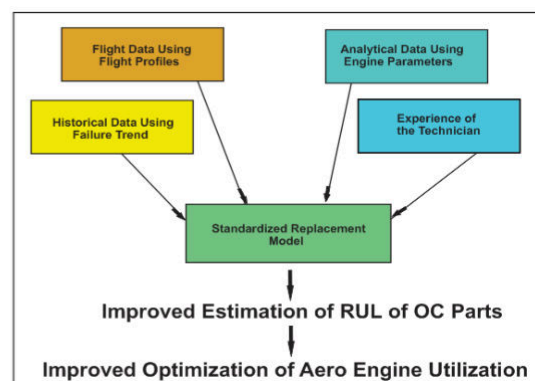 Flight Data Using
Flight Profiles
Analytical Data Using
Engine Parameters
Historical Data Using
Failure Trend
Experience of
the Technician
Standardized Replacement
Model
Improved Estimation of RUL of OC Parts
Improved Optimization of Aero Engine Utilization